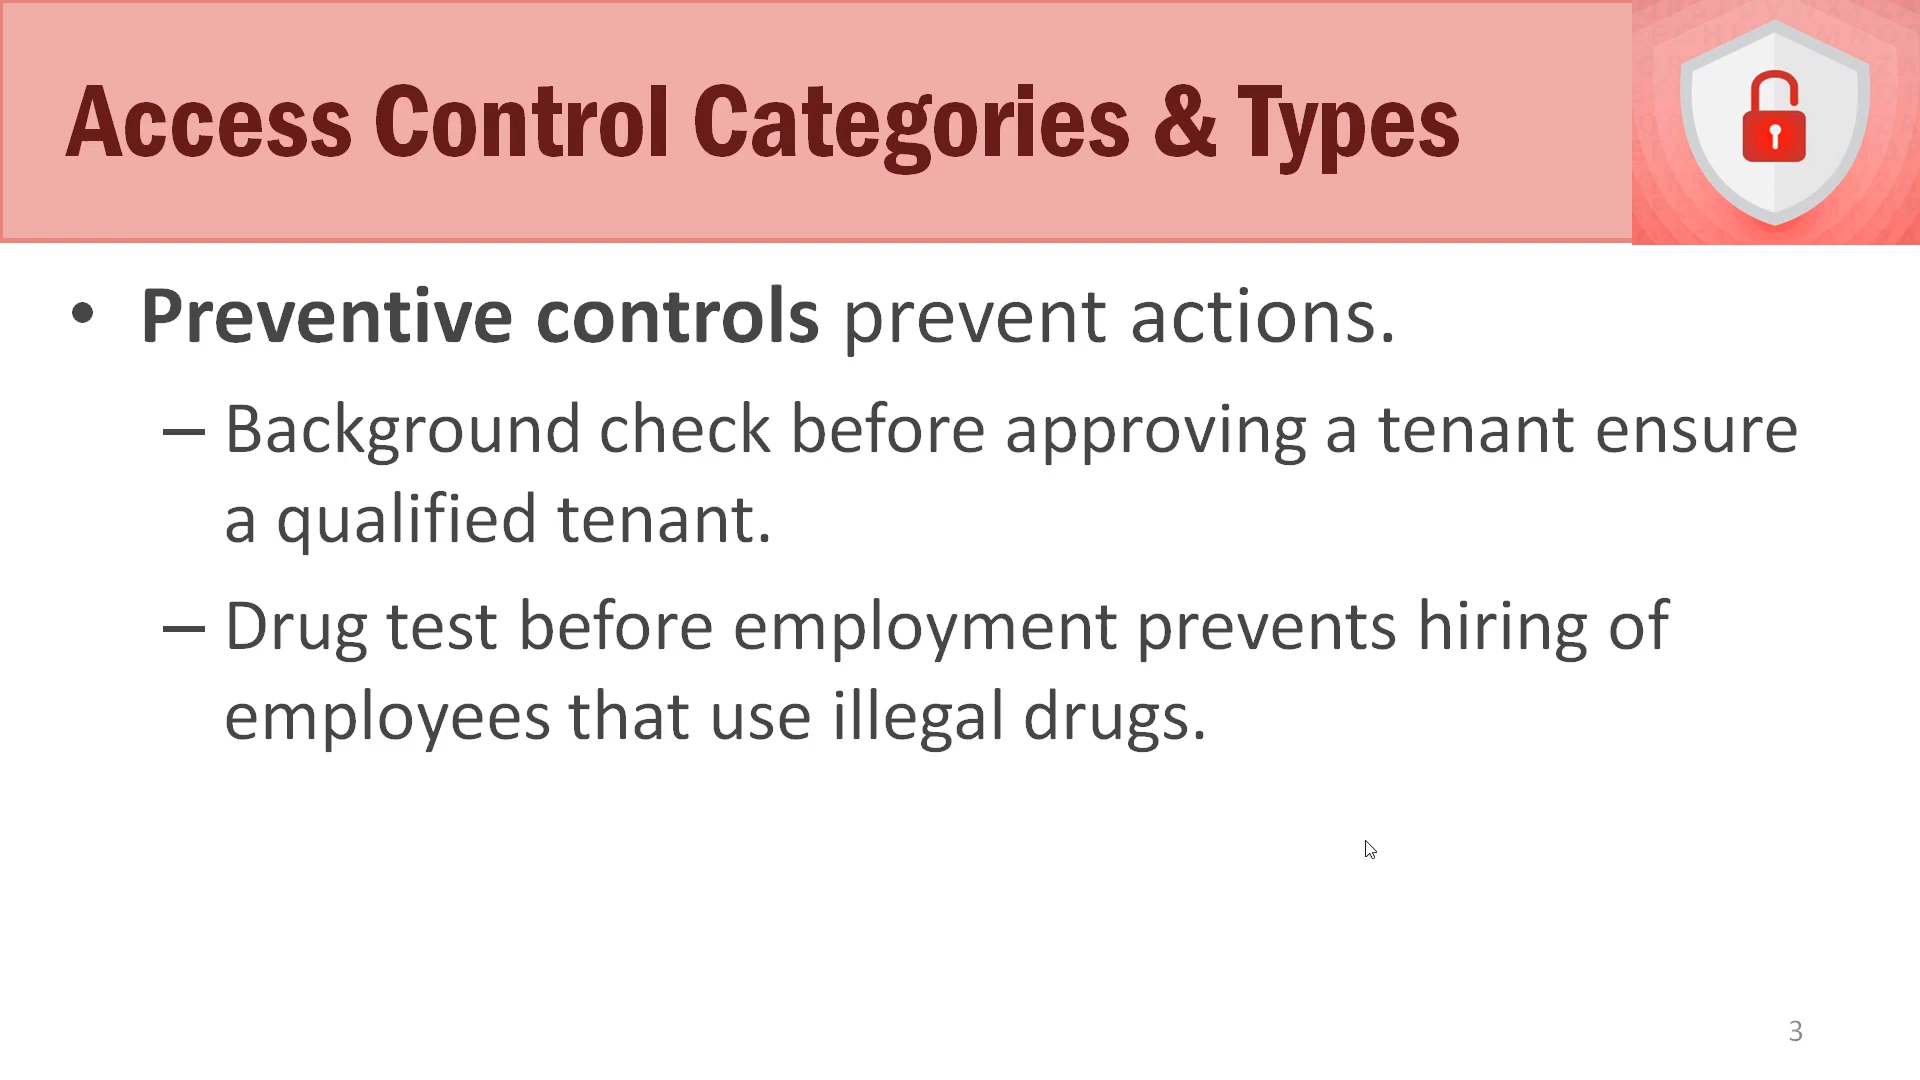 Access Control Categories & Types
• Preventive controls prevent actions.
– Background check before approving a tenant ensure
a qualified tenant.
– Drug test before employment prevents hiring of
employees that use illegal drugs.
3